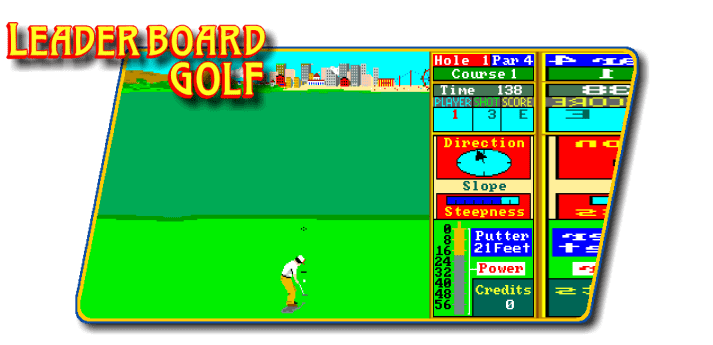 LEADER BOARD
GOLF
Hole 1 Par 4
Course 1
Time 138
PLAYER SHOT SCORE
1 3 E
Direction
Slope
Steepness
0
8
16
24
32
40
48
56
Putter
21Feet
Power
Credits
0